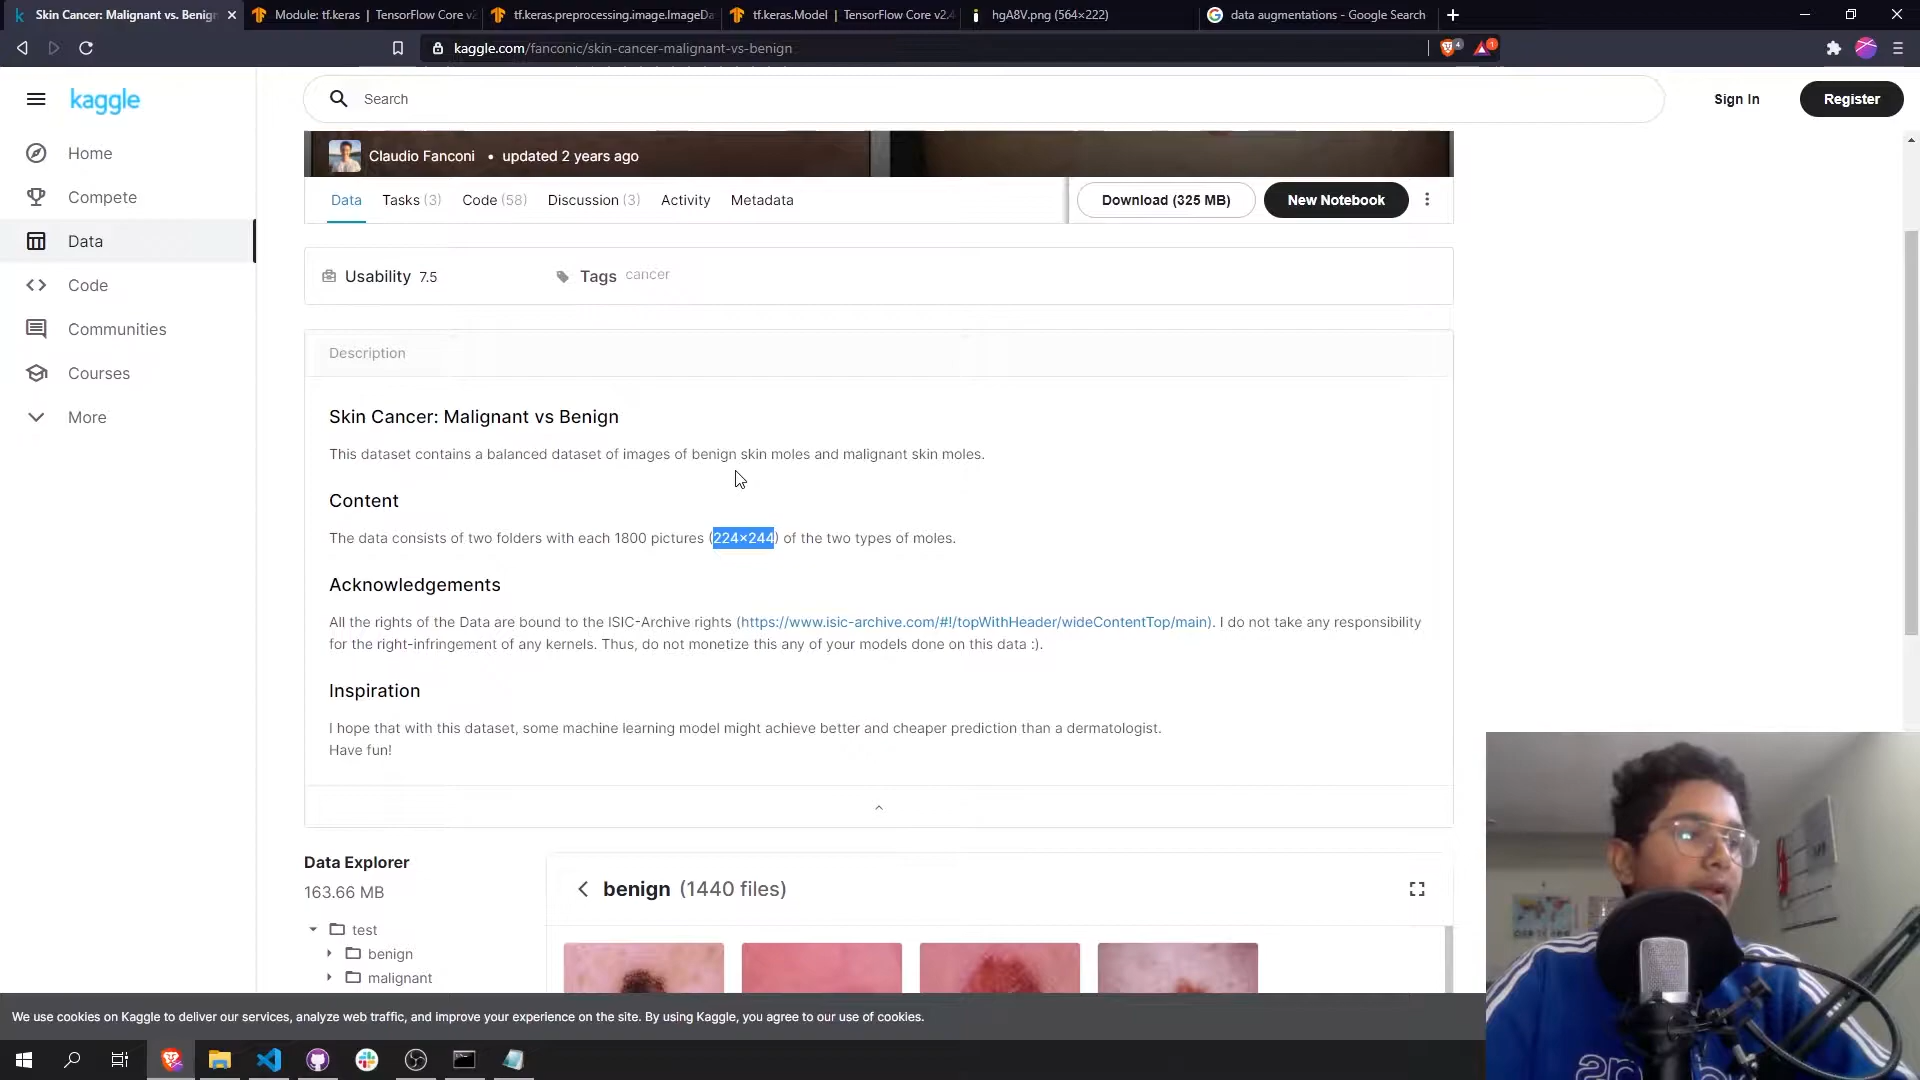 Skin Cancer: Malignant vs. Benign
Module: tf.keras | TensorFlow Core v2
tf.keras.preprocessing.image.ImageDa
tf.keras.Model | TensorFlow Core v2.4
hgA8V.png (564×222)
data augmentations - Google Search
kaggle.com/fanconic/skin-cancer-malignant-vs-benign
4
1
kaggle
Search
Sign In
Register
Home
Compete
Data
Code
Communities
Courses
More
Claudio Fanconi • updated 2 years ago
Data
Tasks (3)
Code (58)
Discussion (3)
Activity
Metadata
Download (325 MB)
New Notebook
Usability 7.5
Tags cancer
Description
Skin Cancer: Malignant vs Benign
This dataset contains a balanced dataset of images of benign skin moles and malignant skin moles.
Content
The data consists of two folders with each 1800 pictures (224×244) of the two types of moles.
Acknowledgements
All the rights of the Data are bound to the ISIC-Archive rights (https://www.isic-archive.com/#!/topWithHeader/wideContentTop/main). I do not take any responsibility
for the right-infringement of any kernels. Thus, do not monetize this any of your models done on this data :).
Inspiration
I hope that with this dataset, some machine learning model might achieve better and cheaper prediction than a dermatologist.
Have fun!
Data Explorer
163.66 MB
test
benign
malignant
benign (1440 files)
We use cookies on Kaggle to deliver our services, analyze web traffic, and improve your experience on the site. By using Kaggle, you agree to our use of cookies.